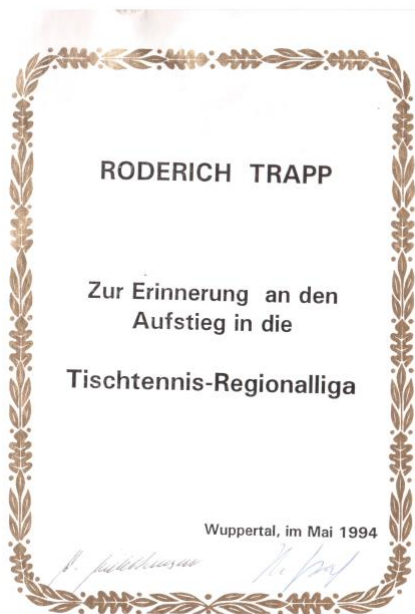 RODERICH TRAPP
Zur Erinnerung an den
Aufstieg in die
Tischtennis-Regionalliga
Wuppertal, im Mai 1994